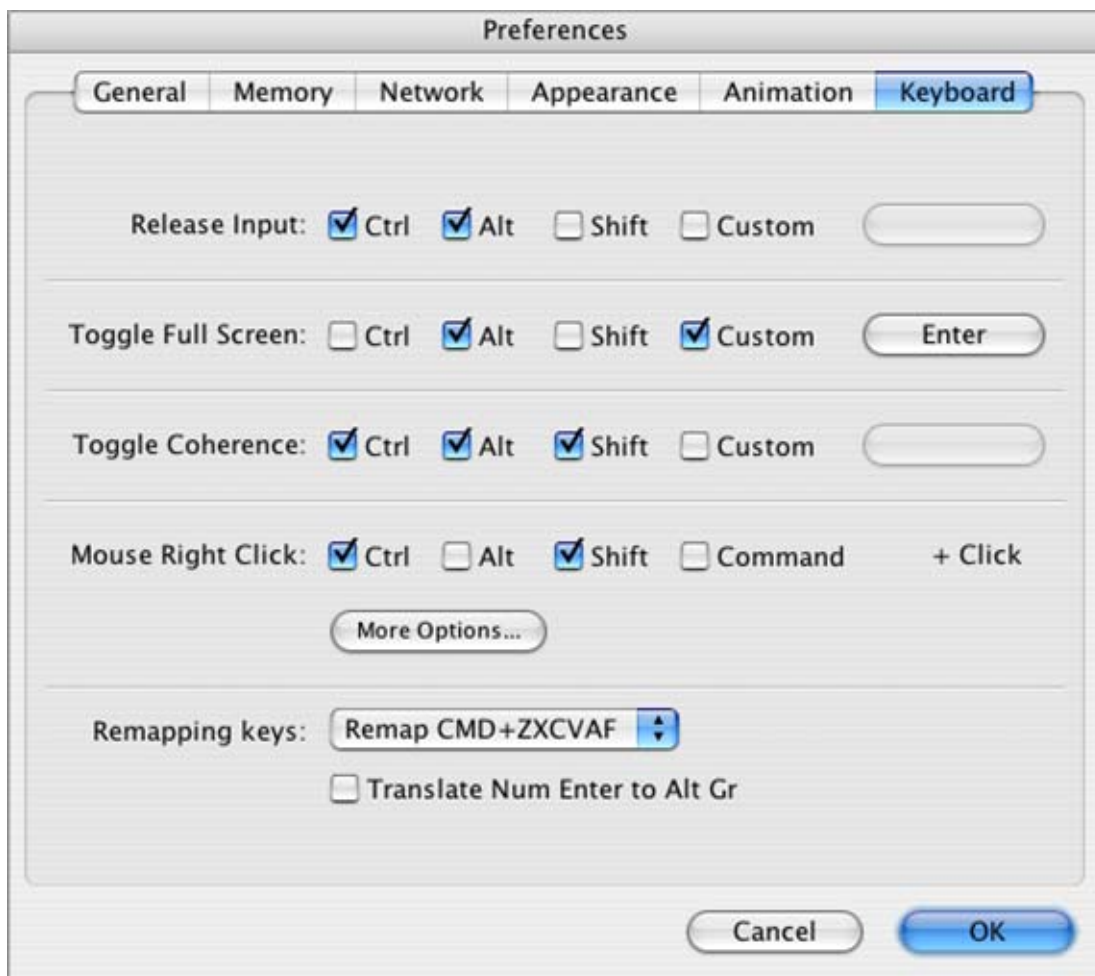 Preferences
General Memory Network Appearance Animation Keyboard
Release Input: Ctrl Alt Shift Custom
Toggle Full Screen: Ctrl Alt Shift Custom Enter
Toggle Coherence: Ctrl Alt Shift Custom
Mouse Right Click: Ctrl Alt Shift Command + Click
More Options...
Remapping keys: Remap CMD+ZXCVAF
Translate Num Enter to Alt Gr
Cancel OK